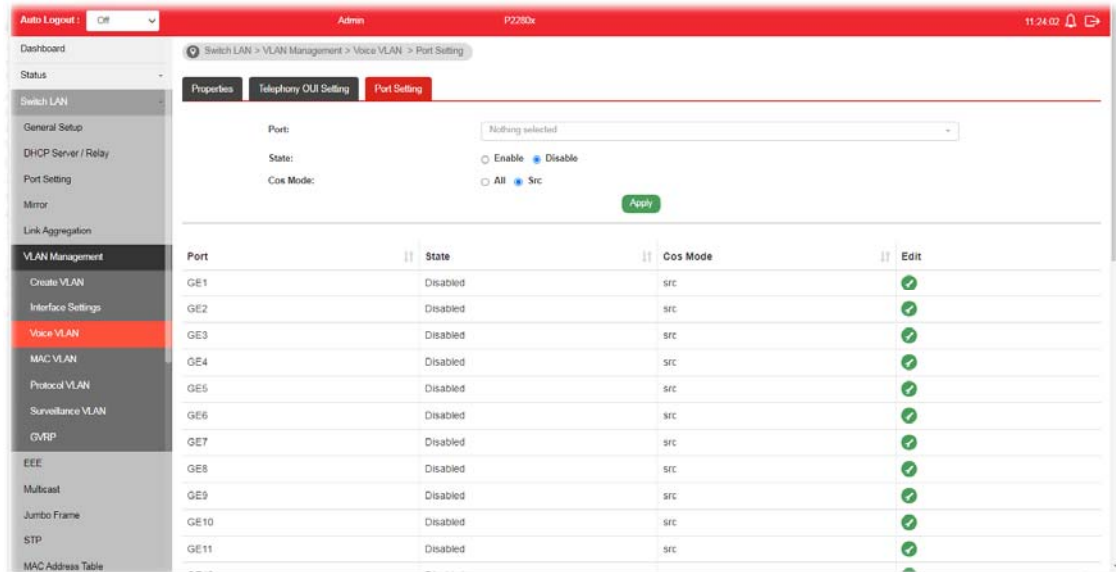 Auto Logout : Off Admin P2280x 11:24:02
Dashboard
Status
Switch LAN
General Setup
DHCP Server / Relay
Port Setting
Mirror
Link Aggregation
VLAN Management
Create VLAN
Interface Settings
Voice VLAN
MAC VLAN
Protocol VLAN
Surveillance VLAN
GVRP
EEE
Multicast
Jumbo Frame
STP
MAC Address Table
Switch LAN > VLAN Management > Voice VLAN > Port Setting
Properties Telephony OUI Setting Port Setting
Port: Nothing selected
State: Enable Disable
Cos Mode: All Src
Apply
Port State Cos Mode Edit
GE1 Disabled src
GE2 Disabled src
GE3 Disabled src
GE4 Disabled src
GE5 Disabled src
GE6 Disabled src
GE7 Disabled src
GE8 Disabled src
GE9 Disabled src
GE10 Disabled src
GE11 Disabled src